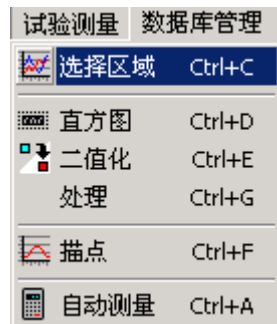 试验测量 数据库管理
选择区域 Ctrl+C
直方图 Ctrl+D
二值化 Ctrl+E
处理 Ctrl+G
描点 Ctrl+F
自动测量 Ctrl+A